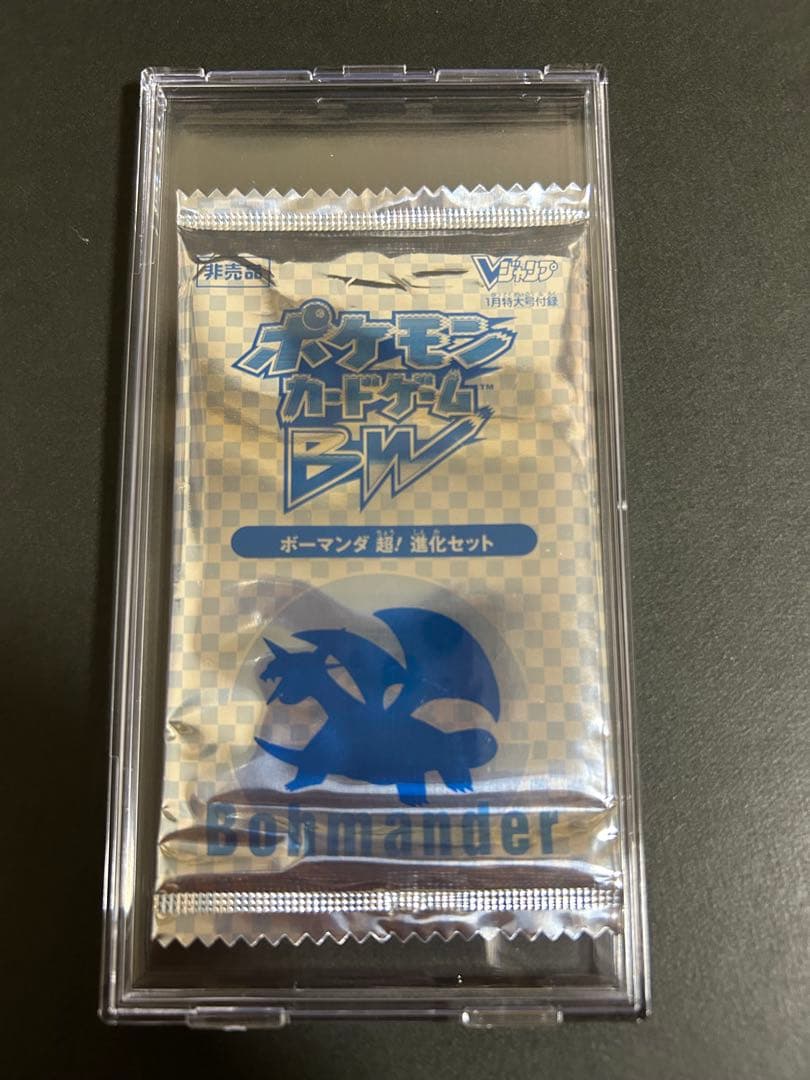 非売品
Vジャンプ
1月特大号付録
ポケモン
カードゲーム™
BW
ボーマンダ 超! 進化セット
Bohmander